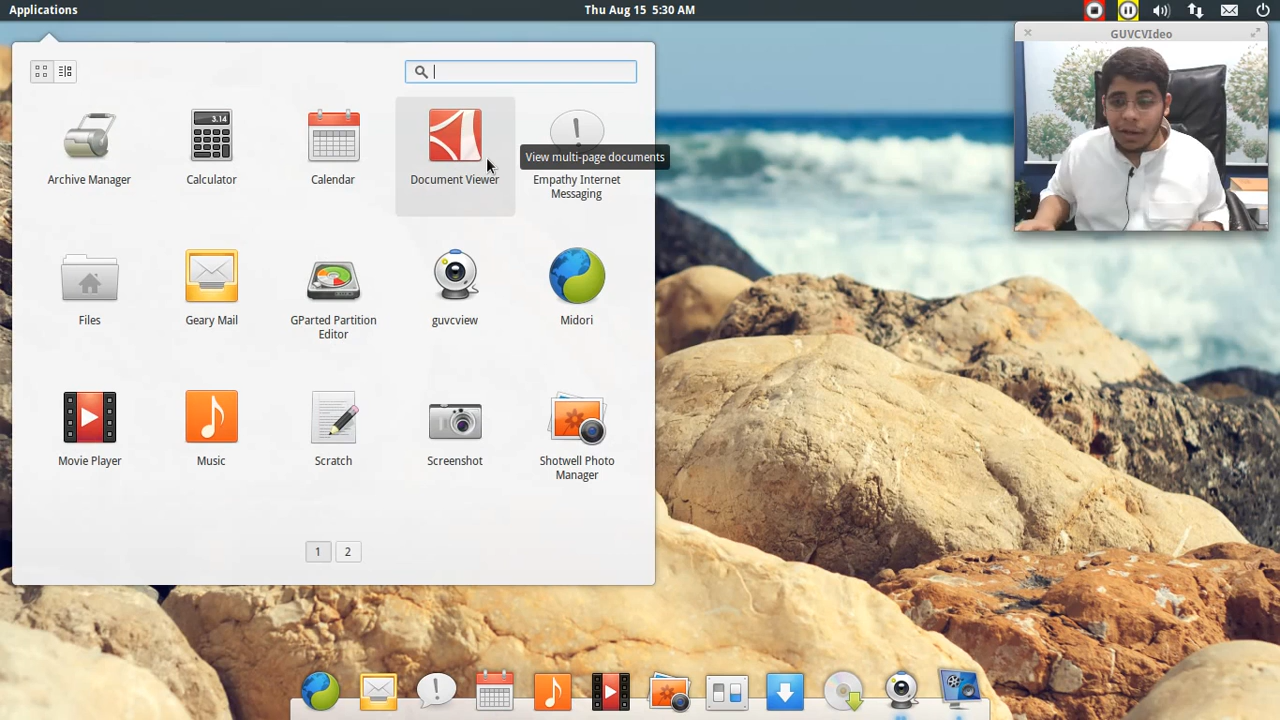 Applications
Thu Aug 15 5:30 AM
GUVCVIdeo
3.14
Archive Manager
Calculator
Calendar
Document Viewer
View multi-page documents
Empathy Internet
Messaging
Files
Geary Mail
GParted Partition
Editor
guvcview
Midori
Movie Player
Music
Scratch
Screenshot
Shotwell Photo
Manager
1
2